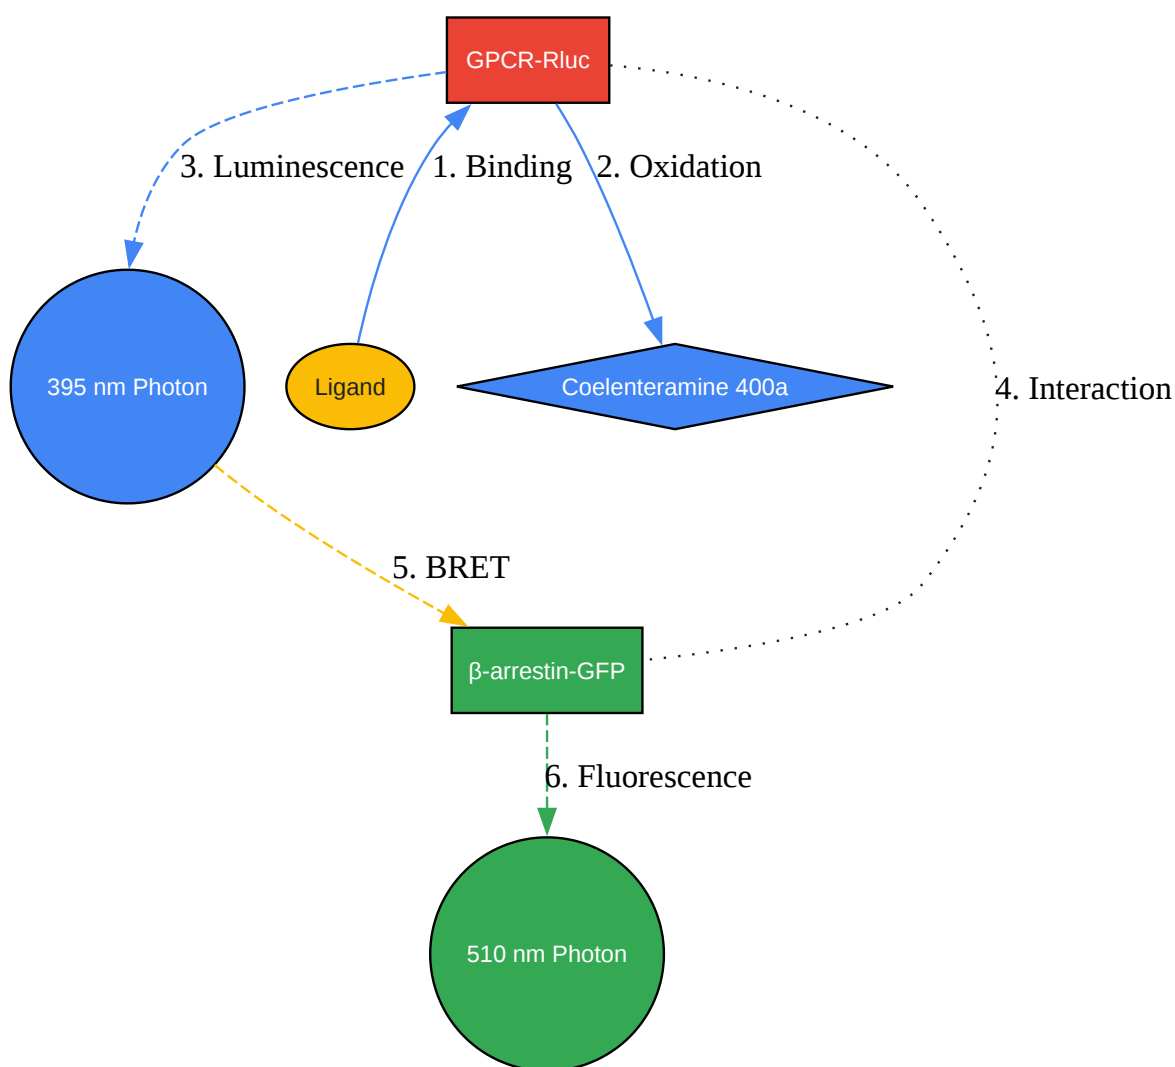 GPCR-Rluc
3. Luminescence
1. Binding
2. Oxidation
395 nm Photon
Ligand
Coelenteramine 400a
4. Interaction
5. BRET
β-arrestin-GFP
6. Fluorescence
510 nm Photon